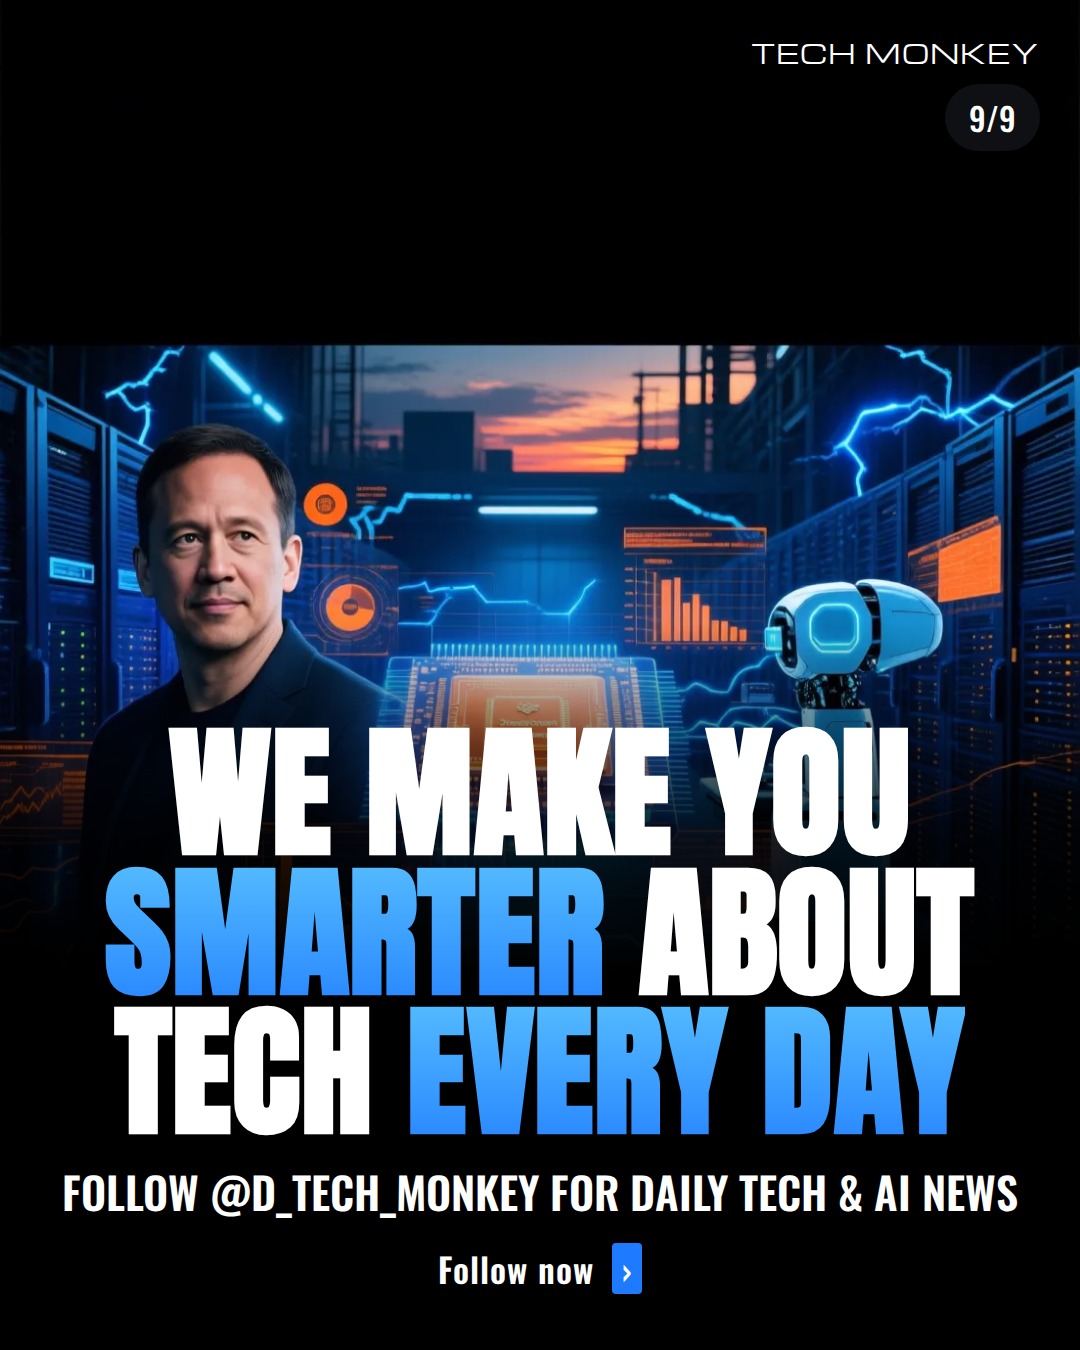 TECH MONKEY
9/9
WE MAKE YOU
SMARTER ABOUT
TECH EVERY DAY
FOLLOW @D_TECH_MONKEY FOR DAILY TECH & AI NEWS
Follow now ›